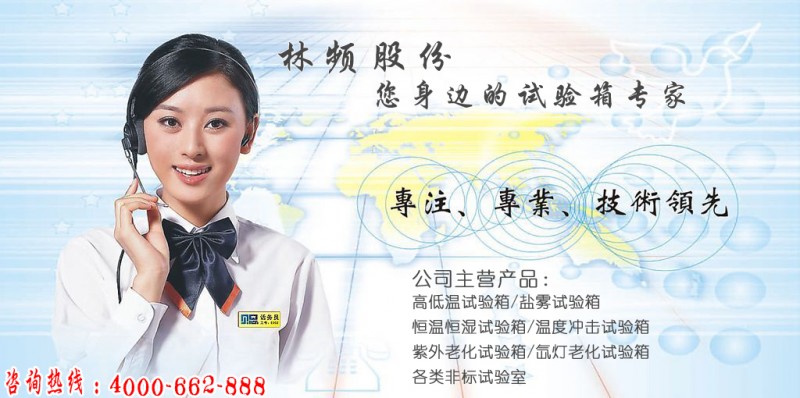 林频股份
您身边的试验箱专家
專注、專業、技術領先
公司主营产品：
高低温试验箱/盐雾试验箱
恒温恒湿试验箱/温度冲击试验箱
紫外老化试验箱/氙灯老化试验箱
各类非标试验室
话务员
咨询热线：4000-662-888